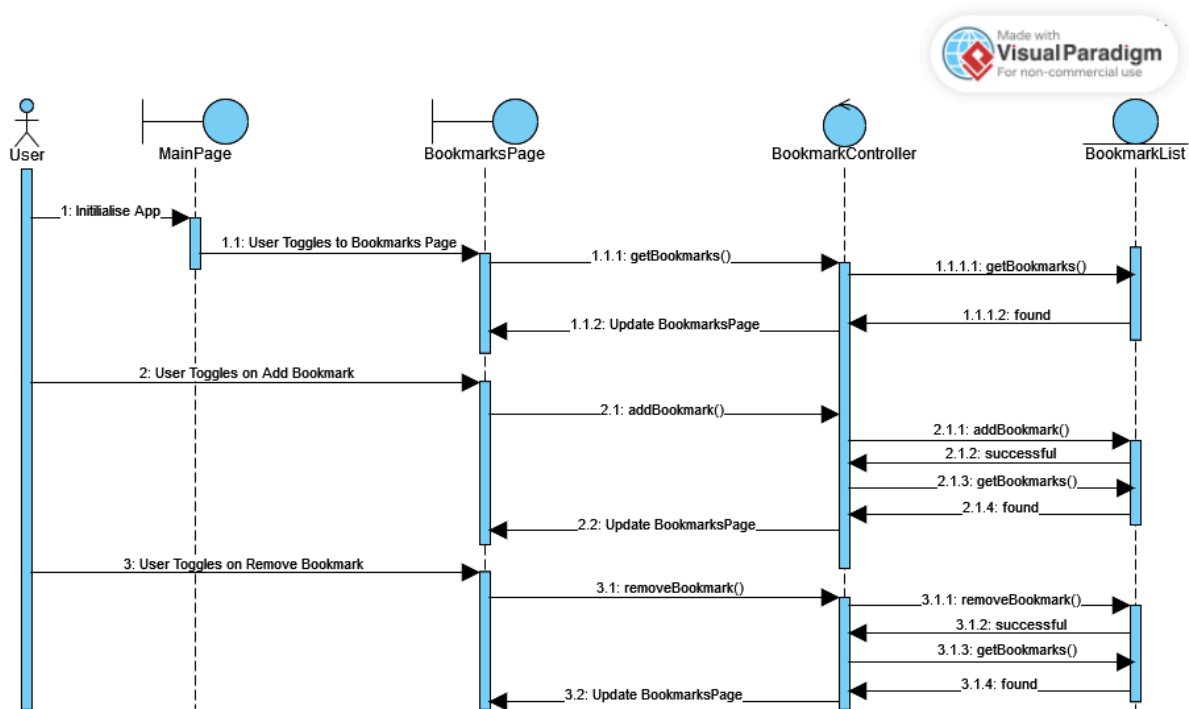 Made with
VisualParadigm
For non-commercial use
User
MainPage
BookmarksPage
BookmarkController
BookmarkList
1: Initilialise App
1.1: User Toggles to Bookmarks Page
1.1.1: getBookmarks()
1.1.1.1: getBookmarks()
1.1.1.2: found
1.1.2: Update BookmarksPage
2: User Toggles on Add Bookmark
2.1: addBookmark()
2.1.1: addBookmark()
2.1.2: successful
2.1.3: getBookmarks()
2.1.4: found
2.2: Update BookmarksPage
3: User Toggles on Remove Bookmark
3.1: removeBookmark()
3.1.1: removeBookmark()
3.1.2: successful
3.1.3: getBookmarks()
3.1.4: found
3.2: Update BookmarksPage